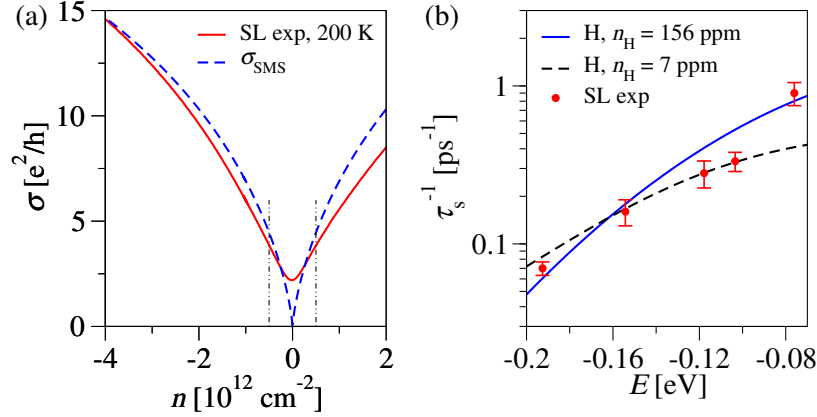 (a)
15
10
5
0
σ [e²/h]
SL exp, 200 K
σSMS
-4
-2
0
2
n [10¹² cm⁻²]
(b)
1
0.1
τs⁻¹ [ps⁻¹]
H, nH = 156 ppm
H, nH = 7 ppm
SL exp
-0.2
-0.16
-0.12
-0.08
E [eV]